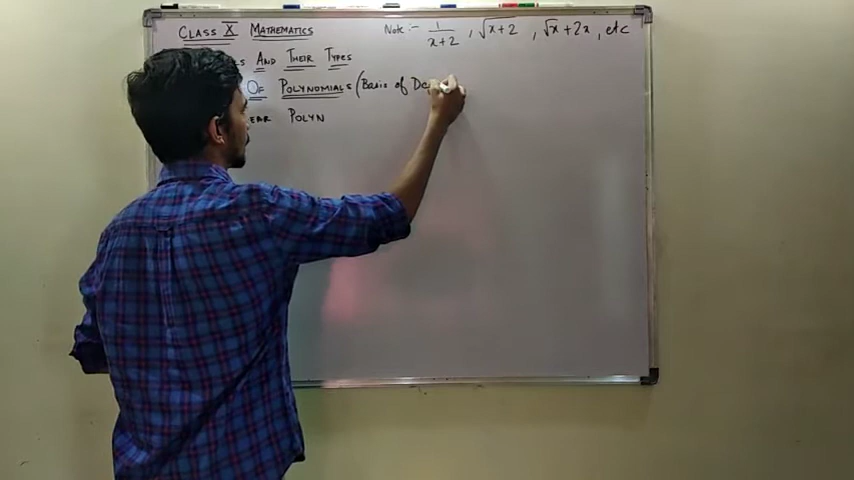 CLASS X MATHEMATICS
Note :- 1/x+2 , √x+2 , √x + 2x , etc
AND THEIR TYPES
OF POLYNOMIALS (Basis of
POLYN